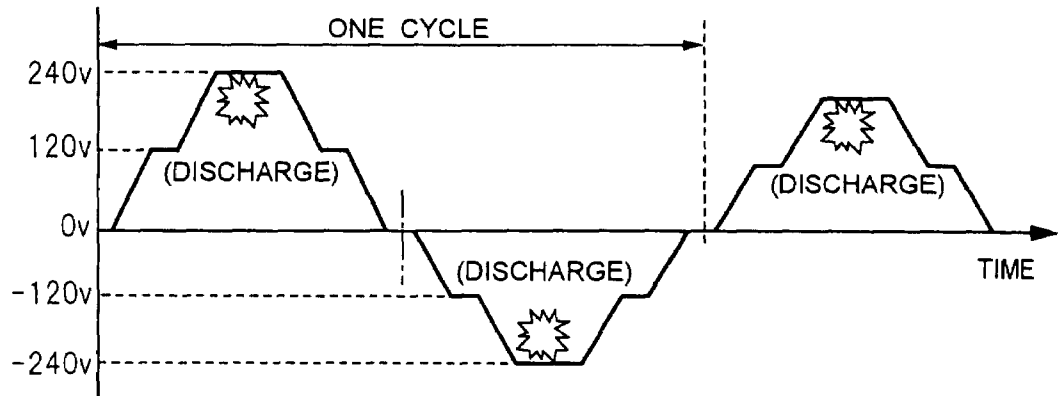 ONE CYCLE
240v
120v
(DISCHARGE)
(DISCHARGE)
0v
(DISCHARGE)
TIME
-120v
-240v